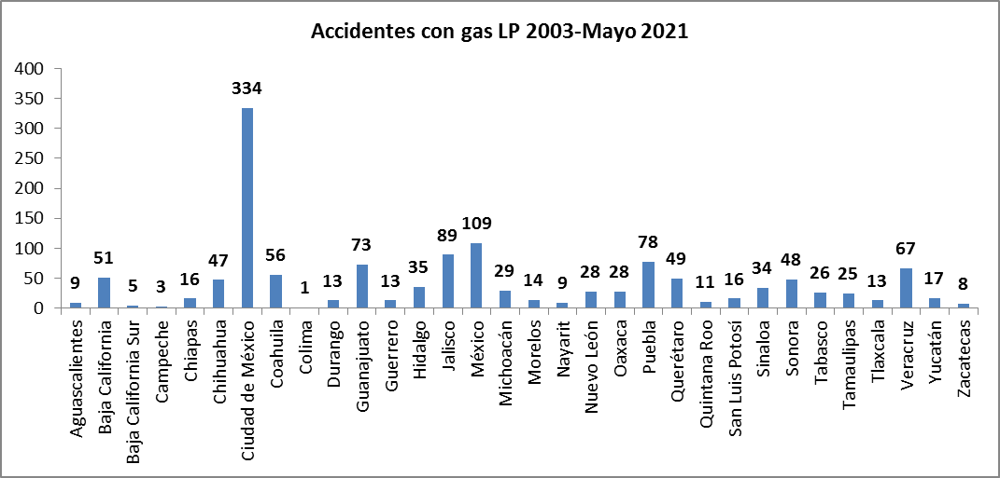 Accidentes con gas LP 2003-Mayo 2021
400
350
300
250
200
150
100
50
0
9
51
5
3
16
47
334
56
1
13
73
13
35
89
109
29
14
9
28
28
78
49
11
16
34
48
26
25
13
67
17
8
Aguascalientes
Baja California
Baja California Sur
Campeche
Chiapas
Chihuahua
Ciudad de México
Coahuila
Colima
Durango
Guanajuato
Guerrero
Hidalgo
Jalisco
México
Michoacán
Morelos
Nayarit
Nuevo León
Oaxaca
Puebla
Querétaro
Quintana Roo
San Luis Potosí
Sinaloa
Sonora
Tabasco
Tamaulipas
Tlaxcala
Veracruz
Yucatán
Zacatecas